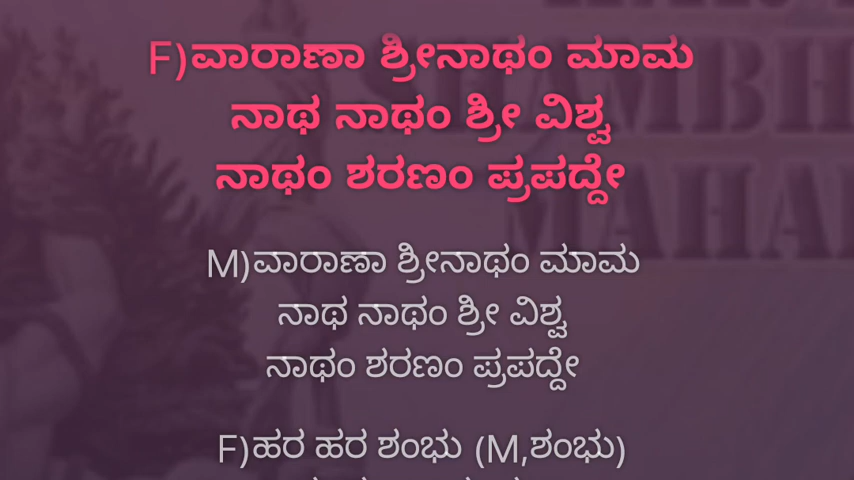 F)ವಾರಾಣಾ ಶ್ರೀನಾಥಂ ಮಾಮ
ನಾಥ ನಾಥಂ ಶ್ರೀ ವಿಶ್ವ
ನಾಥಂ ಶರಣಂ ಪ್ರಪದ್ದೇ
M)ವಾರಾಣಾ ಶ್ರೀನಾಥಂ ಮಾಮ
ನಾಥ ನಾಥಂ ಶ್ರೀ ವಿಶ್ವ
ನಾಥಂ ಶರಣಂ ಪ್ರಪದ್ದೇ
F)ಹರ ಹರ ಶಂಭು (M,ಶಂಭು)